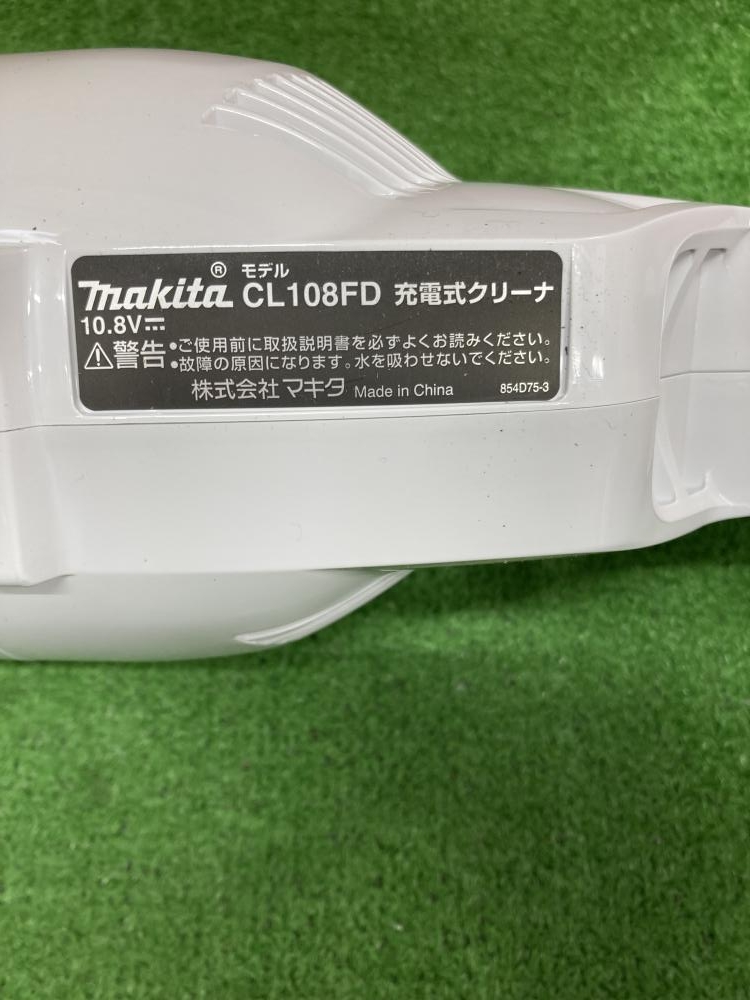 makita® モデル CL108FD 充電式クリーナ
10.8V⎓
⚠警告 •ご使用前に取扱説明書を必ずよくお読みください。
•故障の原因になります。水を吸わせないでください。
株式会社マキタ Made in China 854D75-3